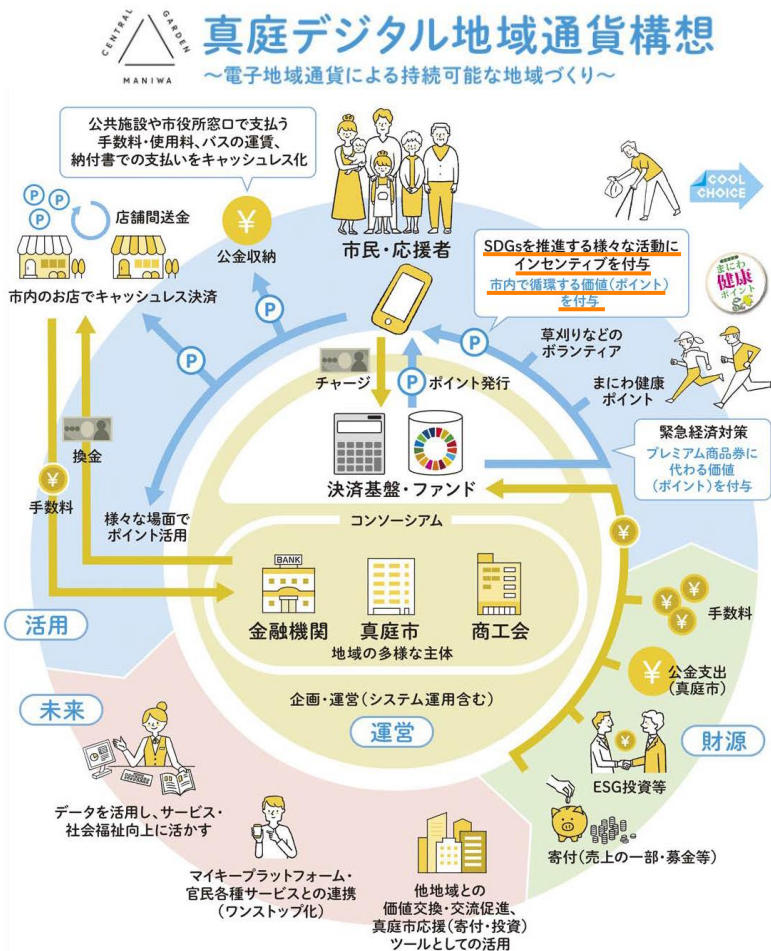 CENTRAL GARDEN
MANIWA
真庭デジタル地域通貨構想
～電子地域通貨による持続可能な地域づくり～
公共施設や市役所窓口で支払う
手数料・使用料、バスの運賃、
納付書での支払いをキャッシュレス化
P
P
P
店舗間送金
市内のお店でキャッシュレス決済
¥
公金収納
市民・応援者
COOL
CHOICE
SDGsを推進する様々な活動に
インセンティブを付与
市内で循環する価値(ポイント)
を付与
まにわ
健康
ポイント
P
P
P
草刈りなどの
ボランティア
まにわ健康
ポイント
チャージ
P
ポイント発行
緊急経済対策
プレミアム商品券に
代わる価値
(ポイント)を付与
換金
¥
手数料
様々な場面で
ポイント活用
決済基盤・ファンド
コンソーシアム
¥
BANK
金融機関
真庭市
商工会
地域の多様な主体
企画・運営(システム運用含む)
運営
活用
¥
¥
¥
手数料
¥
公金支出
(真庭市)
財源
¥
ESG投資等
寄付(売上の一部・募金等)
未来
データを活用し、サービス・
社会福祉向上に活かす
マイキープラットフォーム・
官民各種サービスとの連携
(ワンストップ化)
他地域との
価値交換・交流促進、
真庭市応援(寄付・投資)
ツールとしての活用